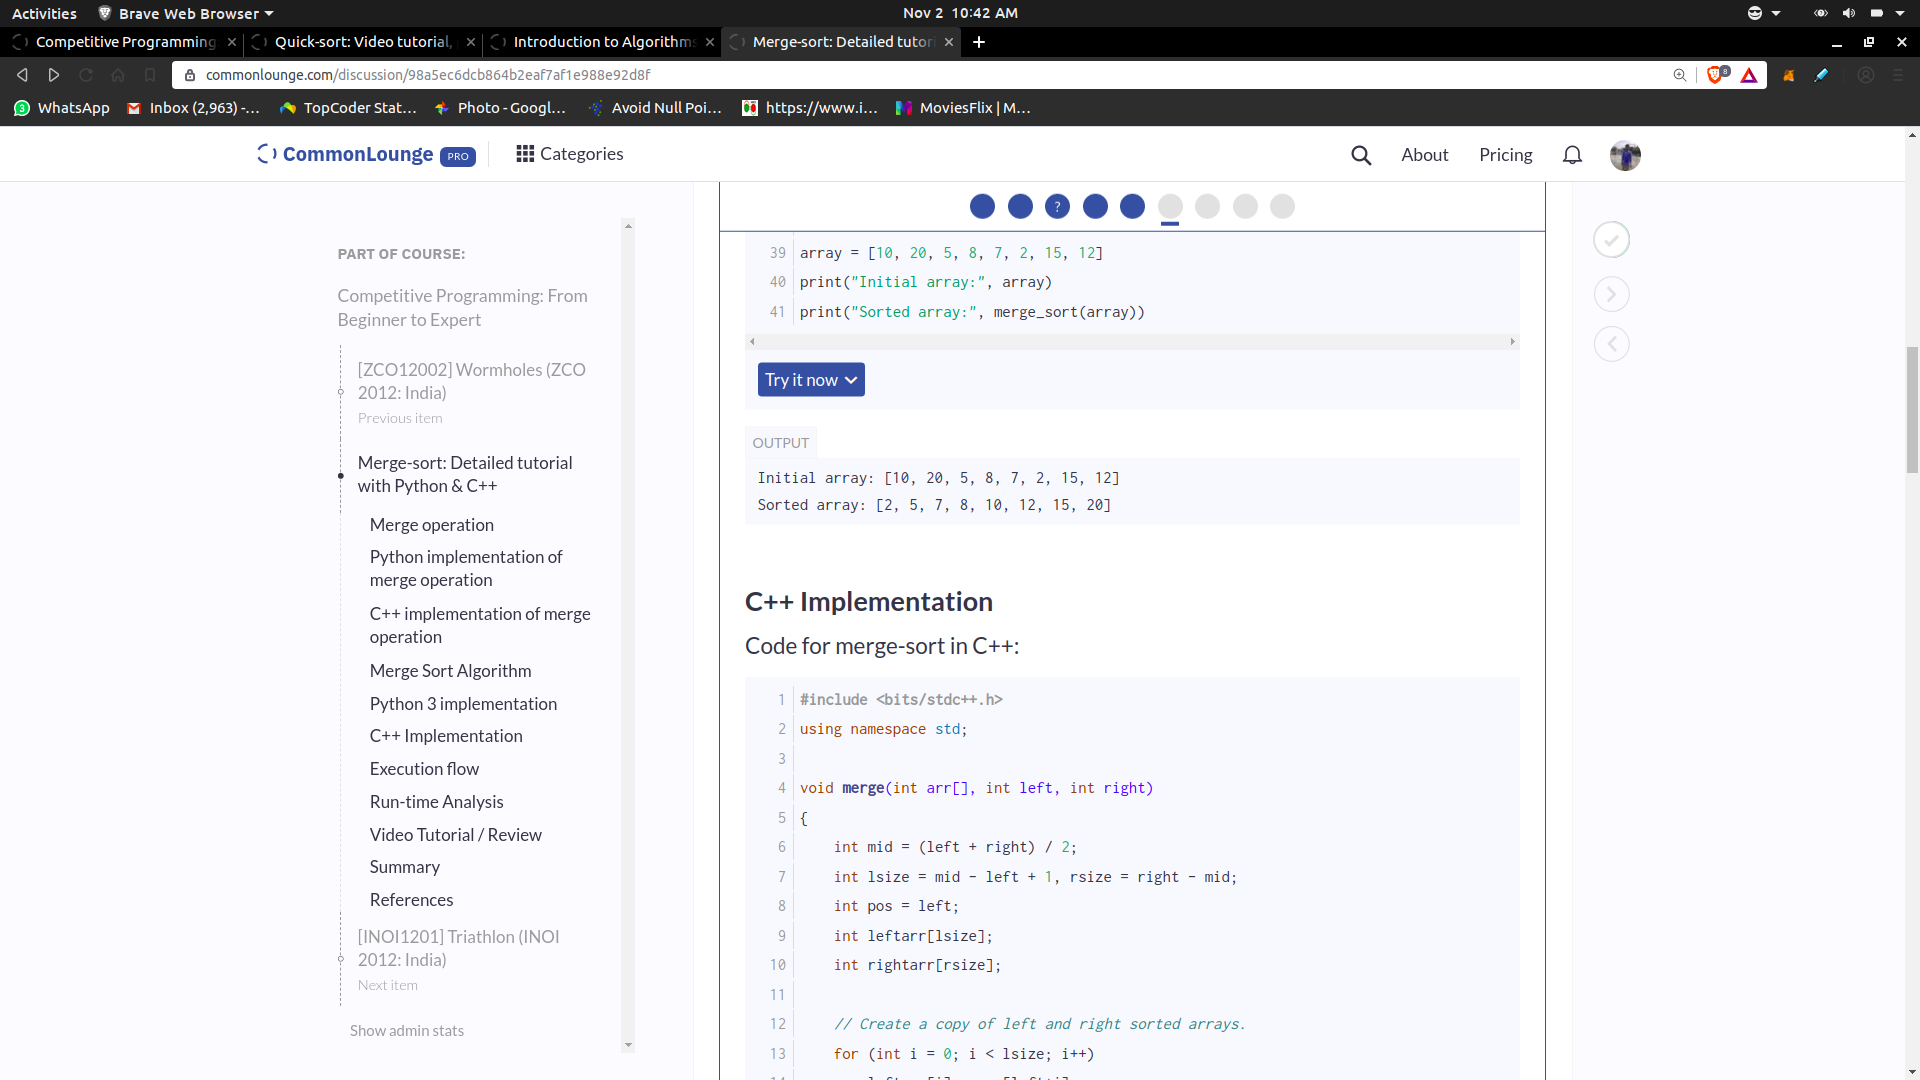 Activities
Brave Web Browser
Nov 2 10:42 AM
Competitive Programming
Quick-sort: Video tutorial,
Introduction to Algorithms
Merge-sort: Detailed tutori
commonlounge.com/discussion/98a5ec6dcb864b2eaf7af1e988e92d8f
8
3
WhatsApp
Inbox (2,963) -...
TopCoder Stat...
Photo - Googl...
Avoid Null Poi...
https://www.i...
MoviesFlix | M...
CommonLounge PRO
Categories
About
Pricing
?
PART OF COURSE:
Competitive Programming: From
Beginner to Expert
[ZCO12002] Wormholes (ZCO
2012: India)
Previous item
Merge-sort: Detailed tutorial
with Python & C++
Merge operation
Python implementation of
merge operation
C++ implementation of merge
operation
Merge Sort Algorithm
Python 3 implementation
C++ Implementation
Execution flow
Run-time Analysis
Video Tutorial / Review
Summary
References
[INOI1201] Triathlon (INOI
2012: India)
Next item
Show admin stats
39 array = [10, 20, 5, 8, 7, 2, 15, 12]
40 print("Initial array:", array)
41 print("Sorted array:", merge_sort(array))
Try it now
OUTPUT
Initial array: [10, 20, 5, 8, 7, 2, 15, 12]
Sorted array: [2, 5, 7, 8, 10, 12, 15, 20]
C++ Implementation
Code for merge-sort in C++:
1 #include <bits/stdc++.h>
2 using namespace std;
3
4 void merge(int arr[], int left, int right)
5 {
6 int mid = (left + right) / 2;
7 int lsize = mid - left + 1, rsize = right - mid;
8 int pos = left;
9 int leftarr[lsize];
10 int rightarr[rsize];
11
12 // Create a copy of left and right sorted arrays.
13 for (int i = 0; i < lsize; i++)